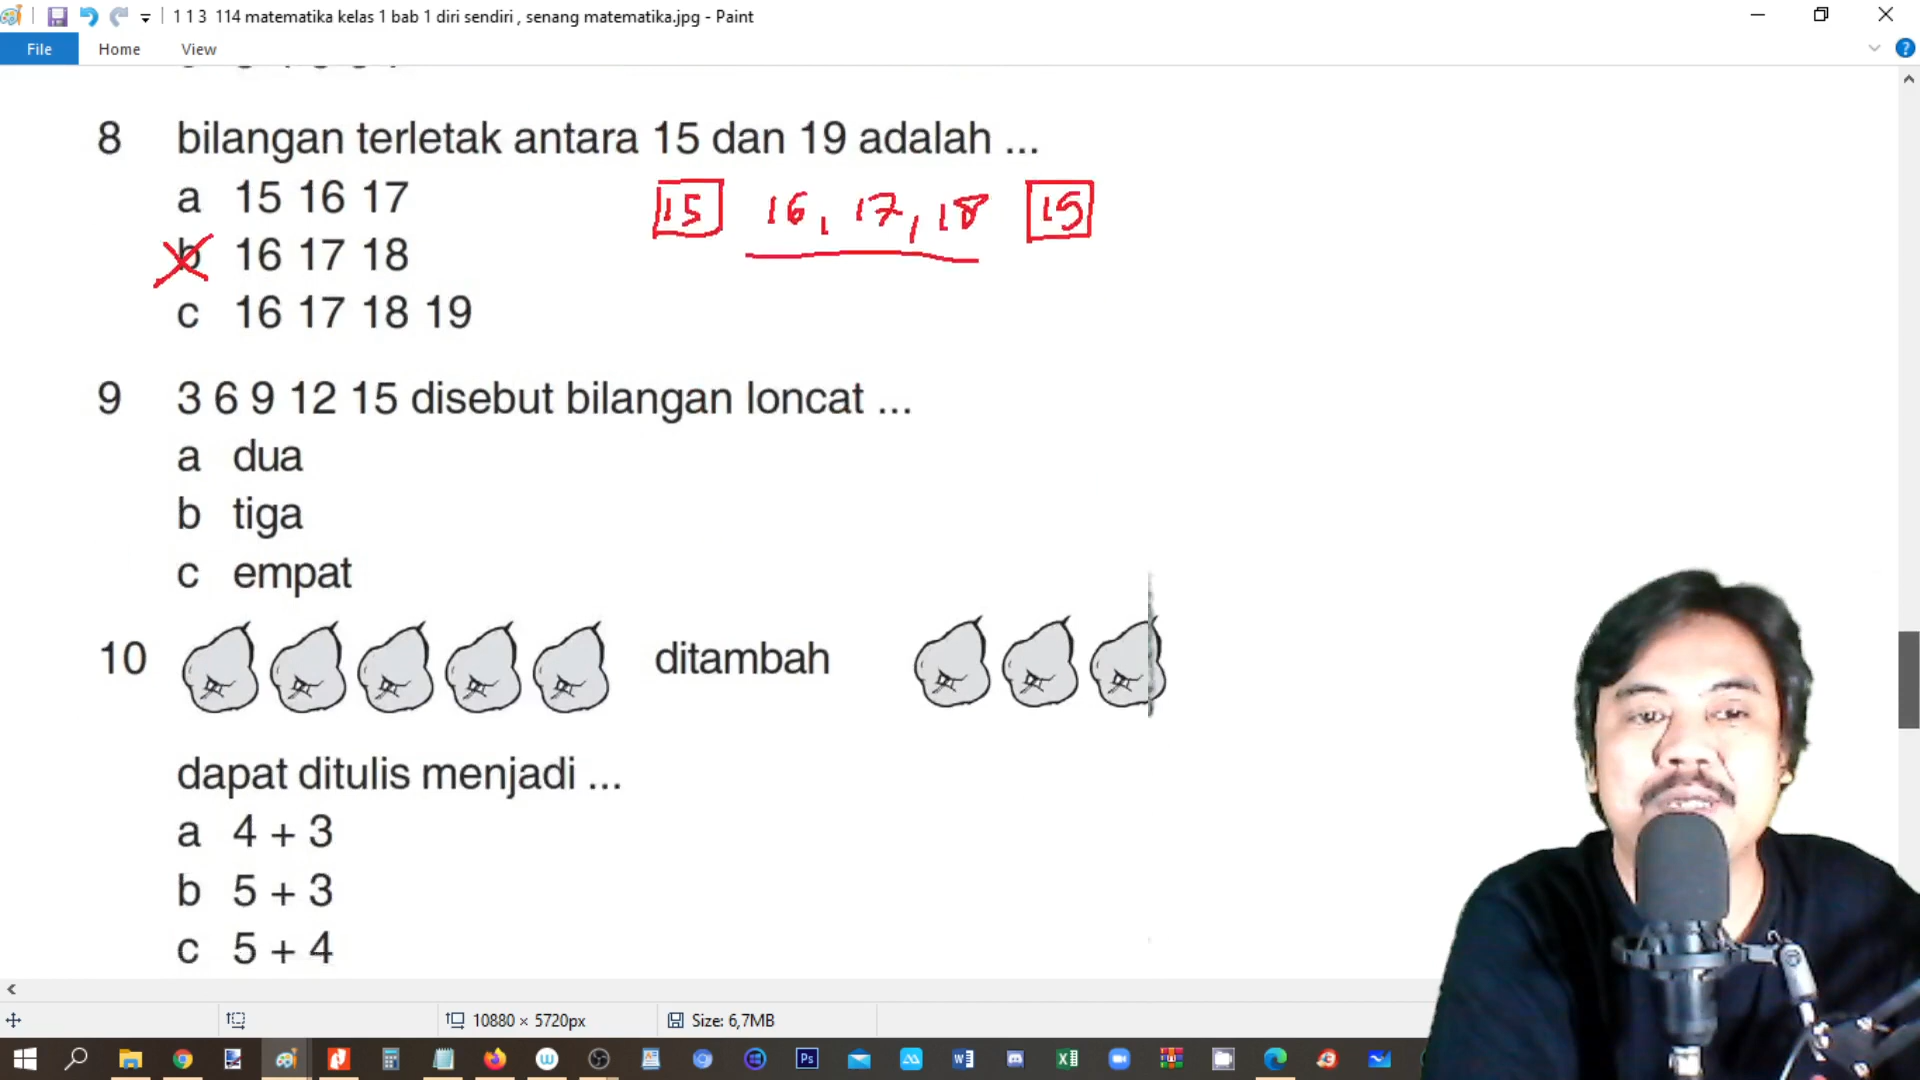 1 1 3 114 matematika kelas 1 bab 1 diri sendiri , senang matematika.jpg - Paint
File Home View
8 bilangan terletak antara 15 dan 19 adalah ...
a 15 16 17
15 16, 17, 18 19
b 16 17 18
c 16 17 18 19
9 3 6 9 12 15 disebut bilangan loncat ...
a dua
b tiga
c empat
10 ditambah
dapat ditulis menjadi ...
a 4 + 3
b 5 + 3
c 5 + 4
10880 × 5720px Size: 6,7MB